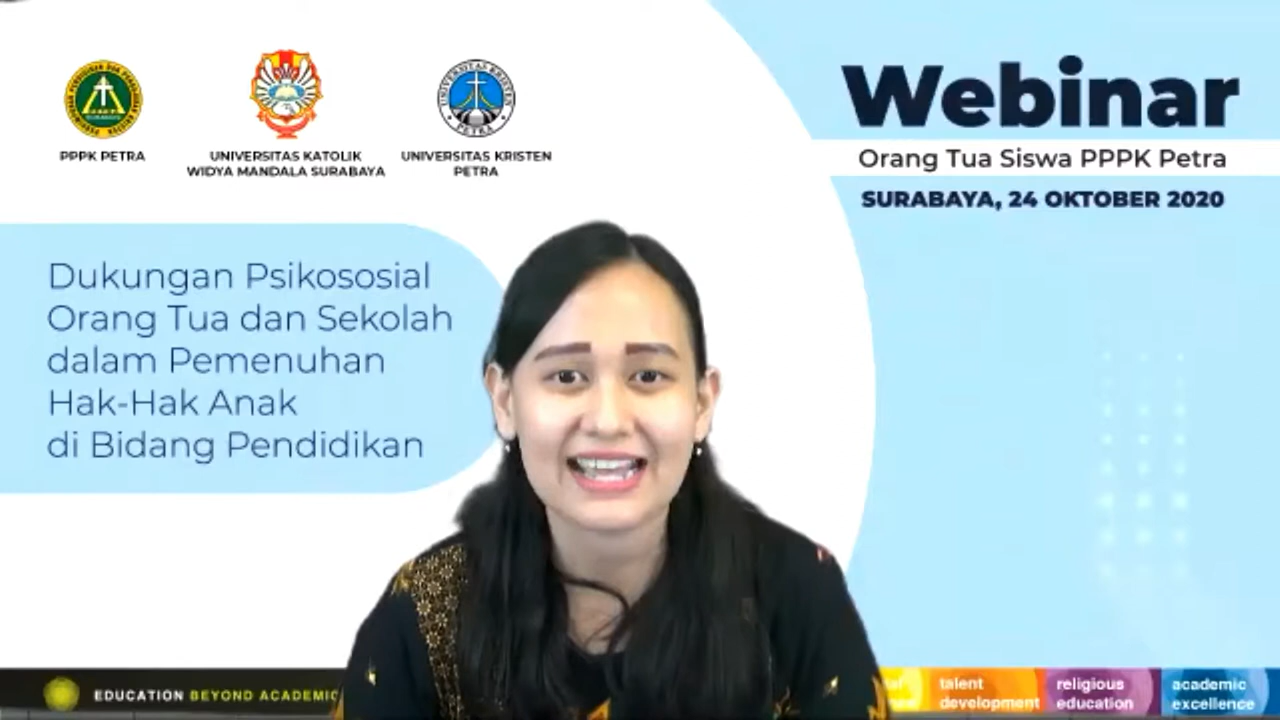 PPPK PETRA
UNIVERSITAS KATOLIK
WIDYA MANDALA SURABAYA
UNIVERSITAS KRISTEN
PETRA
Webinar
Orang Tua Siswa PPPK Petra
SURABAYA, 24 OKTOBER 2020
Dukungan Psikososial
Orang Tua dan Sekolah
dalam Pemenuhan
Hak-Hak Anak
di Bidang Pendidikan
EDUCATION BEYOND ACADEMIC
talent
development
religious
education
academic
excellence